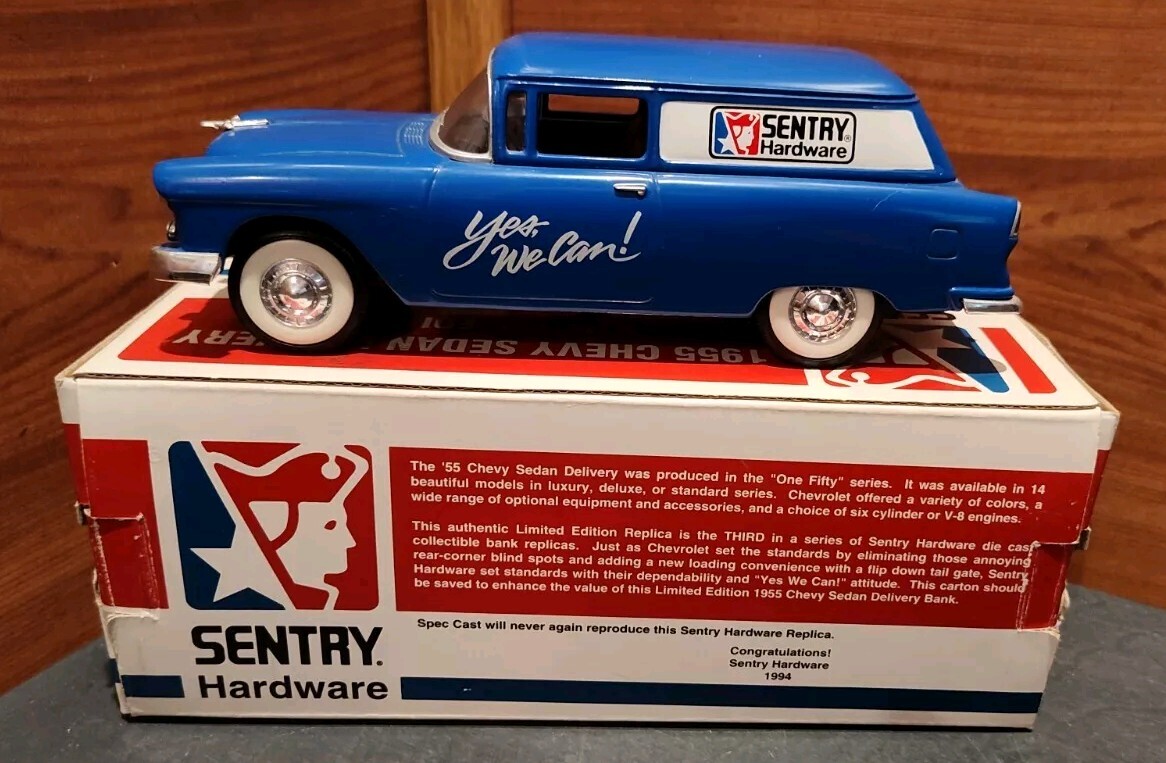 SENTRY®
Hardware
Yes,
We Can!
1955 CHEVY SEDAN
The '55 Chevy Sedan Delivery was produced in the "One Fifty" series. It was available in 14
beautiful models in luxury, deluxe, or standard series. Chevrolet offered a variety of colors, a
wide range of optional equipment and accessories, and a choice of six cylinder or V-8 engines.
This authentic Limited Edition Replica is the THIRD in a series of Sentry Hardware die cast
collectible bank replicas. Just as Chevrolet set the standards by eliminating those annoying
rear-corner blind spots and adding a new loading convenience with a flip down tail gate, Sentry
Hardware set standards with their dependability and "Yes We Can!" attitude. This carton should
be saved to enhance the value of this Limited Edition 1955 Chevy Sedan Delivery Bank.
Spec Cast will never again reproduce this Sentry Hardware Replica.
Congratulations!
Sentry Hardware
1994
SENTRY.
Hardware